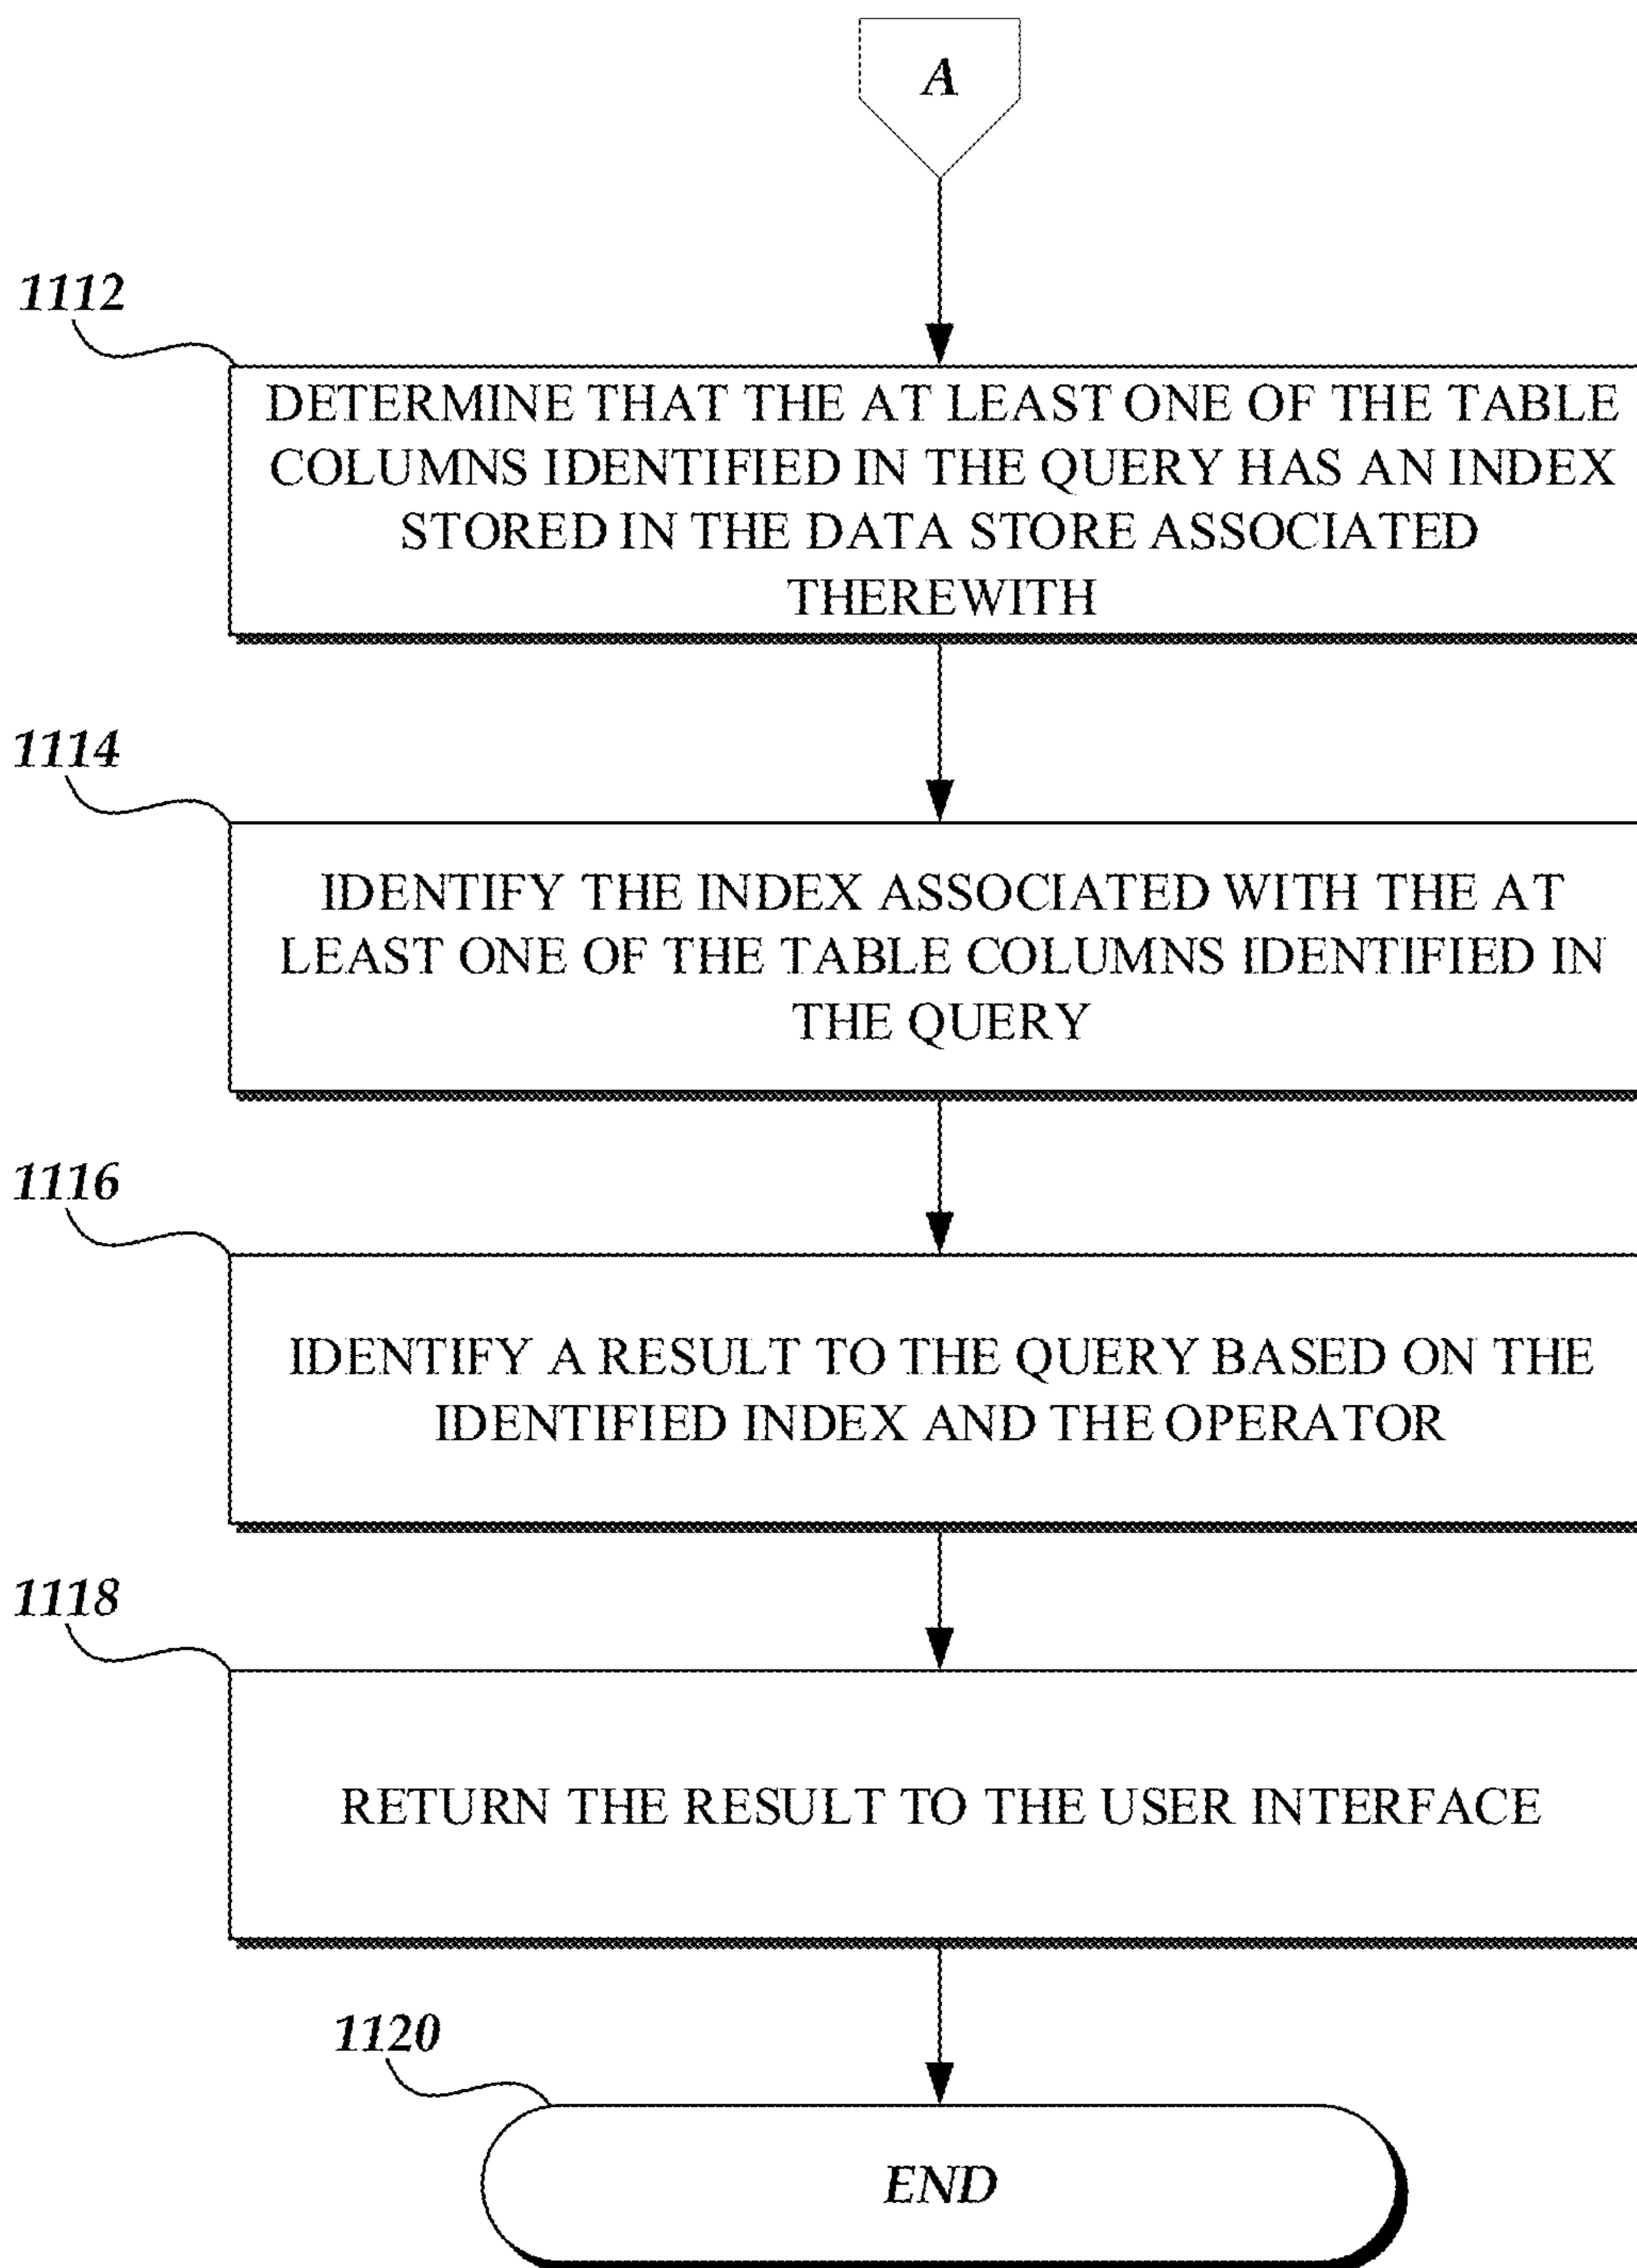 A
1112
DETERMINE THAT THE AT LEAST ONE OF THE TABLE
COLUMNS IDENTIFIED IN THE QUERY HAS AN INDEX
STORED IN THE DATA STORE ASSOCIATED
THEREWITH
1114
IDENTIFY THE INDEX ASSOCIATED WITH THE AT
LEAST ONE OF THE TABLE COLUMNS IDENTIFIED IN
THE QUERY
1116
IDENTIFY A RESULT TO THE QUERY BASED ON THE
IDENTIFIED INDEX AND THE OPERATOR
1118
RETURN THE RESULT TO THE USER INTERFACE
1120
END